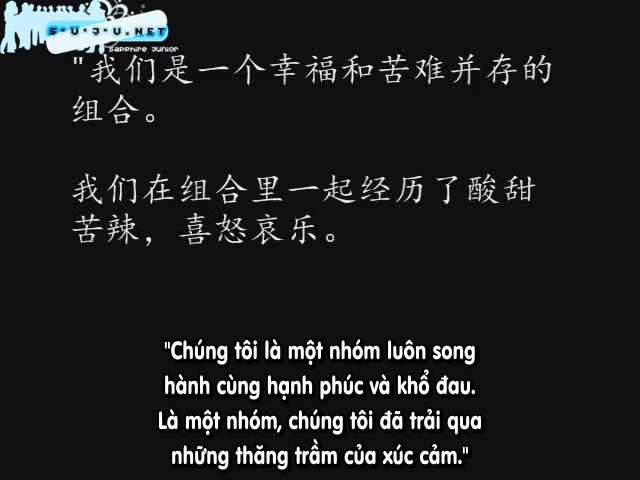 S·U·J·U.NET
SAPPHIRE JUNIOR
"我们是一个幸福和苦难并存的
组合。
我们在组合里一起经历了酸甜
苦辣，喜怒哀乐。
"Chúng tôi là một nhóm luôn song
hành cùng hạnh phúc và khổ đau.
Là một nhóm, chúng tôi đã trải qua
những thăng trầm của xúc cảm."